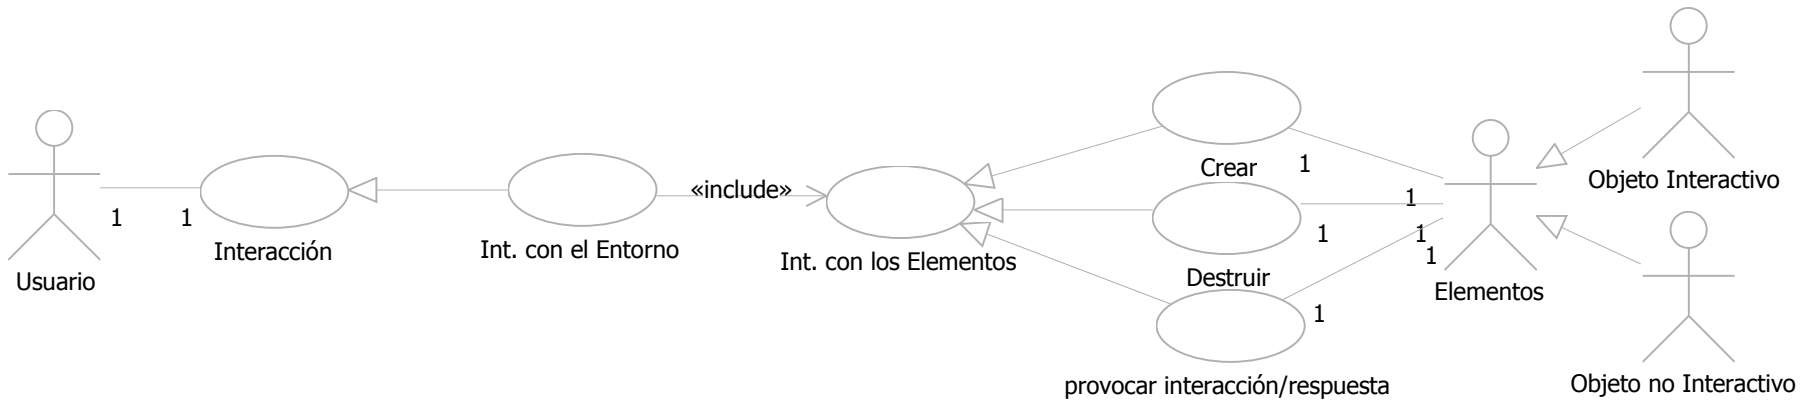 Usuario
1
1
Interacción
Int. con el Entorno
«include»
Int. con los Elementos
Crear
1
1
Destruir
1
1
1
provocar interacción/respuesta
1
Elementos
Objeto Interactivo
Objeto no Interactivo